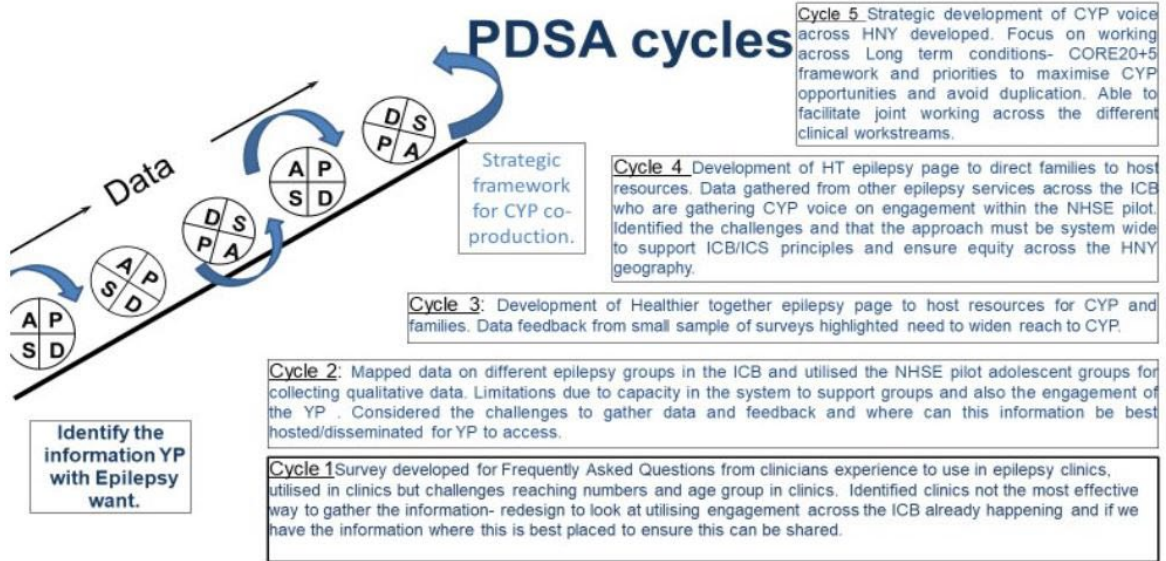 PDSA cycles
Cycle 5 Strategic development of CYP voice
across HNY developed. Focus on working
across Long term conditions- CORE20+5
framework and priorities to maximise CYP
opportunities and avoid duplication. Able to
facilitate joint working across the different
clinical workstreams.
Data
D S
P A
A P
S D
D S
P A
A P
S D
A P
S D
Strategic
framework
for CYP co-
production.
Cycle 4 Development of HT epilepsy page to direct families to host
resources. Data gathered from other epilepsy services across the ICB
who are gathering CYP voice on engagement within the NHSE pilot.
Identified the challenges and that the approach must be system wide
to support ICB/ICS principles and ensure equity across the HNY
geography.
Cycle 3: Development of Healthier together epilepsy page to host resources for CYP and
families. Data feedback from small sample of surveys highlighted need to widen reach to CYP.
Cycle 2: Mapped data on different epilepsy groups in the ICB and utilised the NHSE pilot adolescent groups for
collecting qualitative data. Limitations due to capacity in the system to support groups and also the engagement of
the YP . Considered the challenges to gather data and feedback and where can this information be best
hosted/disseminated for YP to access.
Identify the
information YP
with Epilepsy
want.
Cycle 1Survey developed for Frequently Asked Questions from clinicians experience to use in epilepsy clinics,
utilised in clinics but challenges reaching numbers and age group in clinics. Identified clinics not the most effective
way to gather the information- redesign to look at utilising engagement across the ICB already happening and if we
have the information where this is best placed to ensure this can be shared.